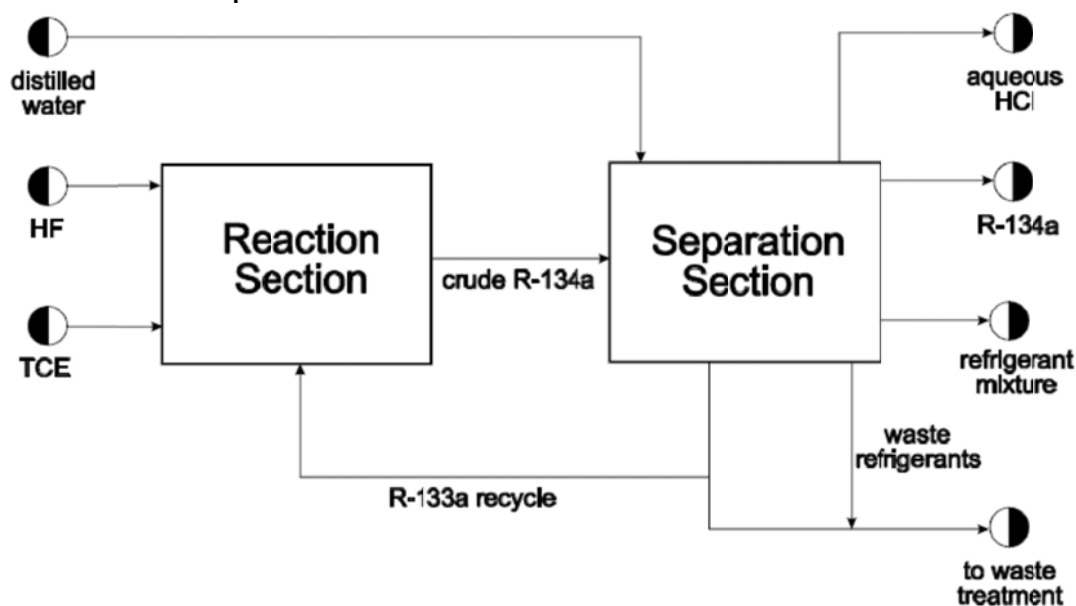 distilled
water
aqueous
HCl
HF
Reaction
Section
crude R-134a
Separation
Section
R-134a
TCE
refrigerant
mixture
waste
refrigerants
R-133a recycle
to waste
treatment